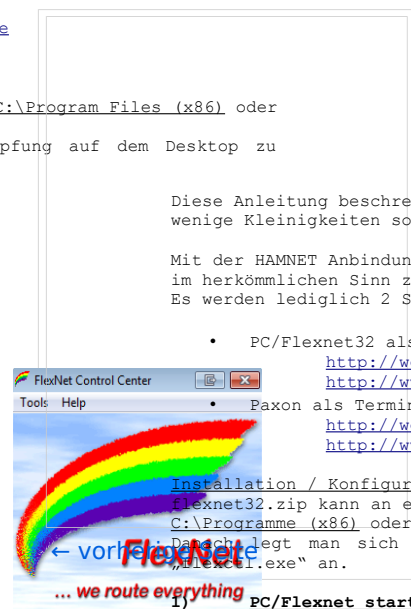 e
C:\Program Files (x86) oder
pfung auf dem Desktop zu
Diese Anleitung beschre
wenige Kleinigkeiten so
Mit der HAMNET Anbindun
im herkömmlichen Sinn z
Es werden lediglich 2 S
• PC/Flexnet32 als
http://w
http://w
• Paxon als Termin
http://w
http://w
FlexNet Control Center
Tools Help
Installation / Konfigur
flexnet32.zip kann an e
C:\Programme (x86) oder
Danach legt man sich
„flexctl.exe“ an.
← vorherige Seite
FlexNet
... we route everything
1) PC/Flexnet start